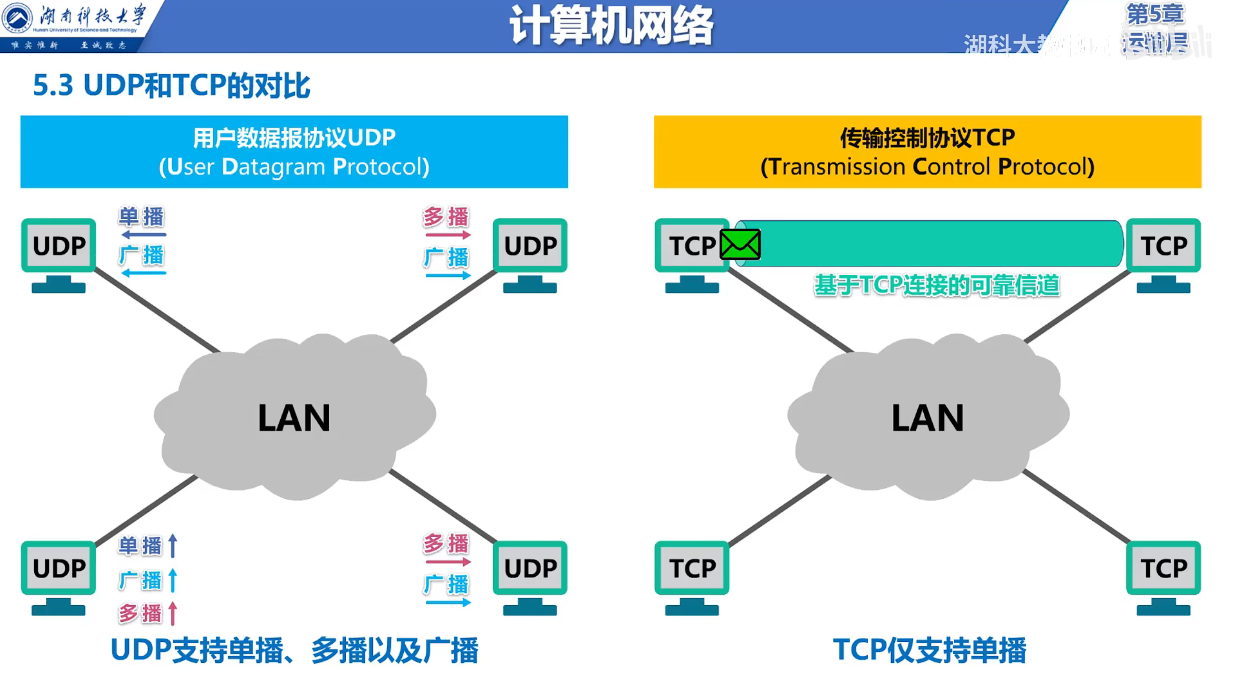 湖南科技大学
Human University of Science and Technology
唯实惟新 至诚致志
计算机网络
第5章
运输层
湖科大教书匠
bilibili
5.3 UDP和TCP的对比
用户数据报协议UDP
(User Datagram Protocol)
传输控制协议TCP
(Transmission Control Protocol)
UDP
单播
广播
多播
广播
UDP
TCP
TCP
基于TCP连接的可靠信道
LAN
LAN
UDP
单播
广播
多播
多播
广播
UDP
TCP
TCP
UDP支持单播、多播以及广播
TCP仅支持单播